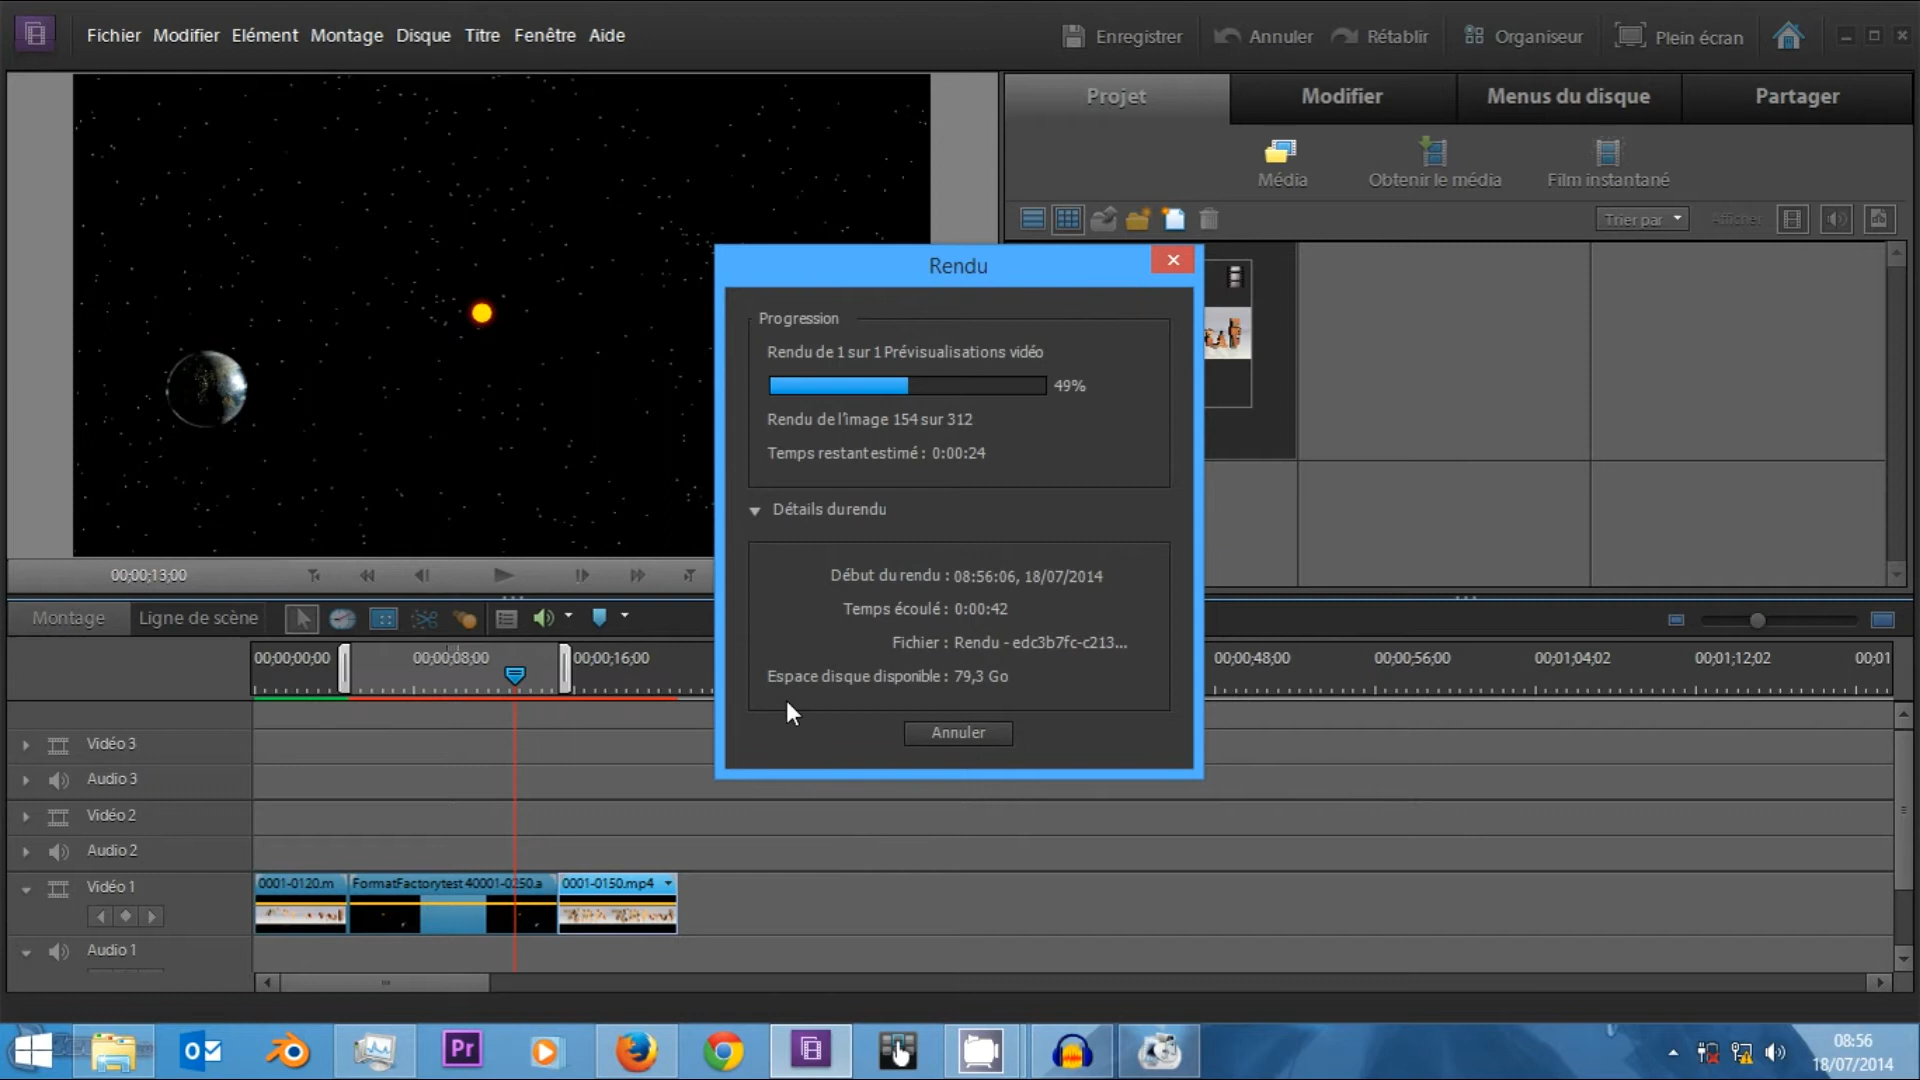 Fichier Modifier Elément Montage Disque Titre Fenêtre Aide
Enregistrer Annuler Rétablir Organiseur Plein écran
Projet Modifier Menus du disque Partager
Média Obtenir le média Film instantané
Trier par Afficher
Rendu
Progression
Rendu de 1 sur 1 Prévisualisations vidéo
49%
Rendu de l'image 154 sur 312
Temps restant estimé : 0:00:24
Détails du rendu
Début du rendu : 08:56:06, 18/07/2014
Temps écoulé : 0:00:42
Fichier : Rendu - edc3b7fc-c213...
Espace disque disponible : 79,3 Go
Annuler
00;00;13;00
Montage Ligne de scène
00;00;00;00 00;00;08;00 00;00;16;00 00;00;48;00 00;00;56;00 00;01;04;02 00;01;12;02 00;01
Vidéo 3
Audio 3
Vidéo 2
Audio 2
Vidéo 1
0001-0120.m FormatFactorytest 40001-0250.a 0001-0150.mp4
Audio 1
Pr
08:56
18/07/2014